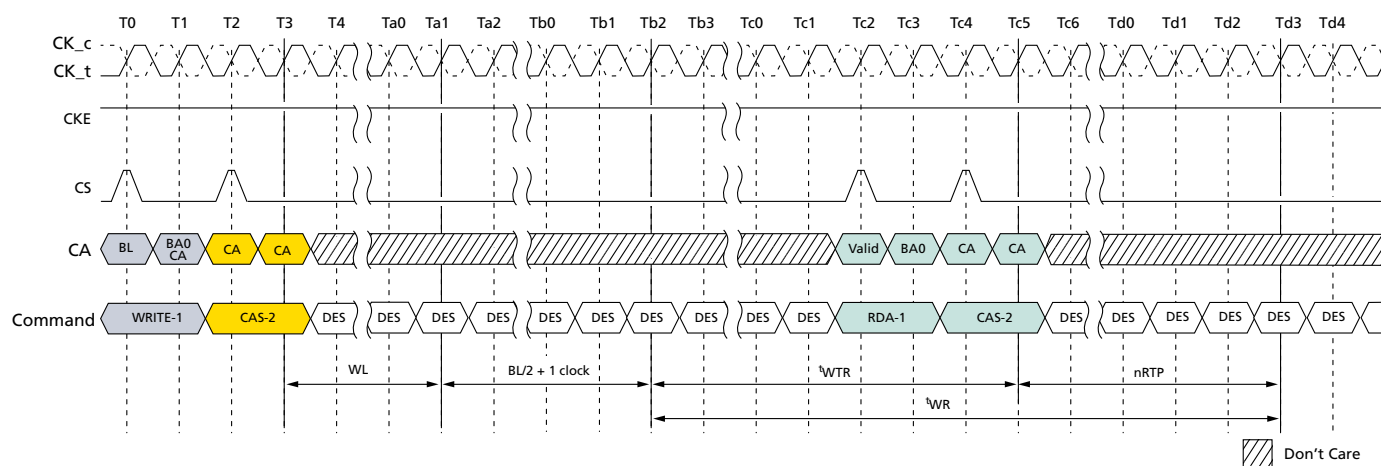 T0 T1 T2 T3 T4 Ta0 Ta1 Ta2 Tb0 Tb1 Tb2 Tb3 Tc0 Tc1 Tc2 Tc3 Tc4 Tc5 Tc6 Td0 Td1 Td2 Td3 Td4
CK_c
CK_t
CKE
CS
CA BL BA0 CA CA CA Valid BA0 CA CA
Command WRITE-1 CAS-2 DES DES DES DES DES DES DES DES DES DES RDA-1 CAS-2 DES DES DES DES DES DES
WL BL/2 + 1 clock tWTR nRTP
tWR
Don't Care